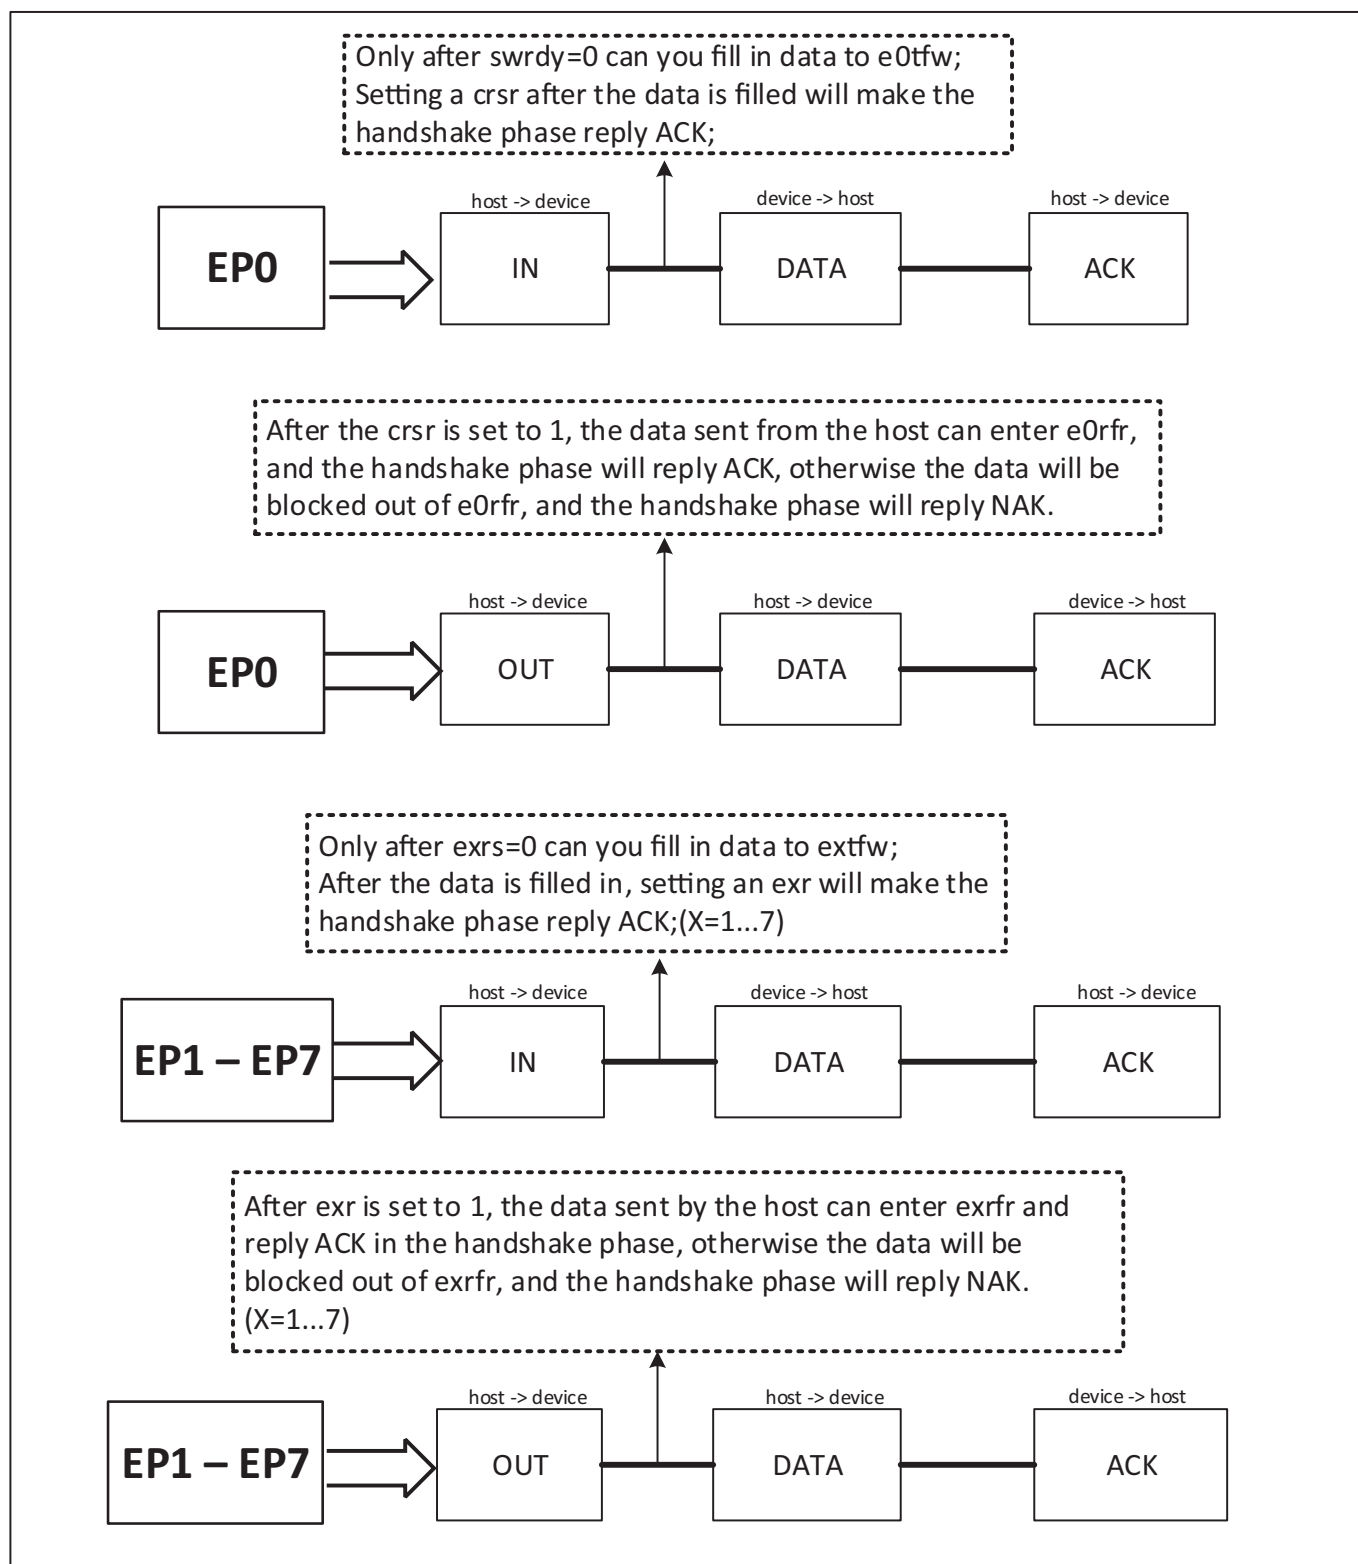 Only after swrdy=0 can you fill in data to e0tfw;
Setting a crsr after the data is filled will make the
handshake phase reply ACK;
host -> device
device -> host
host -> device
EP0
IN
DATA
ACK
After the crsr is set to 1, the data sent from the host can enter e0rfr,
and the handshake phase will reply ACK, otherwise the data will be
blocked out of e0rfr, and the handshake phase will reply NAK.
host -> device
host -> device
device -> host
EP0
OUT
DATA
ACK
Only after exrs=0 can you fill in data to extfw;
After the data is filled in, setting an exr will make the
handshake phase reply ACK;(X=1...7)
host -> device
device -> host
host -> device
EP1 – EP7
IN
DATA
ACK
After exr is set to 1, the data sent by the host can enter exrfr and
reply ACK in the handshake phase, otherwise the data will be
blocked out of exrfr, and the handshake phase will reply NAK.
(X=1...7)
host -> device
host -> device
device -> host
EP1 – EP7
OUT
DATA
ACK